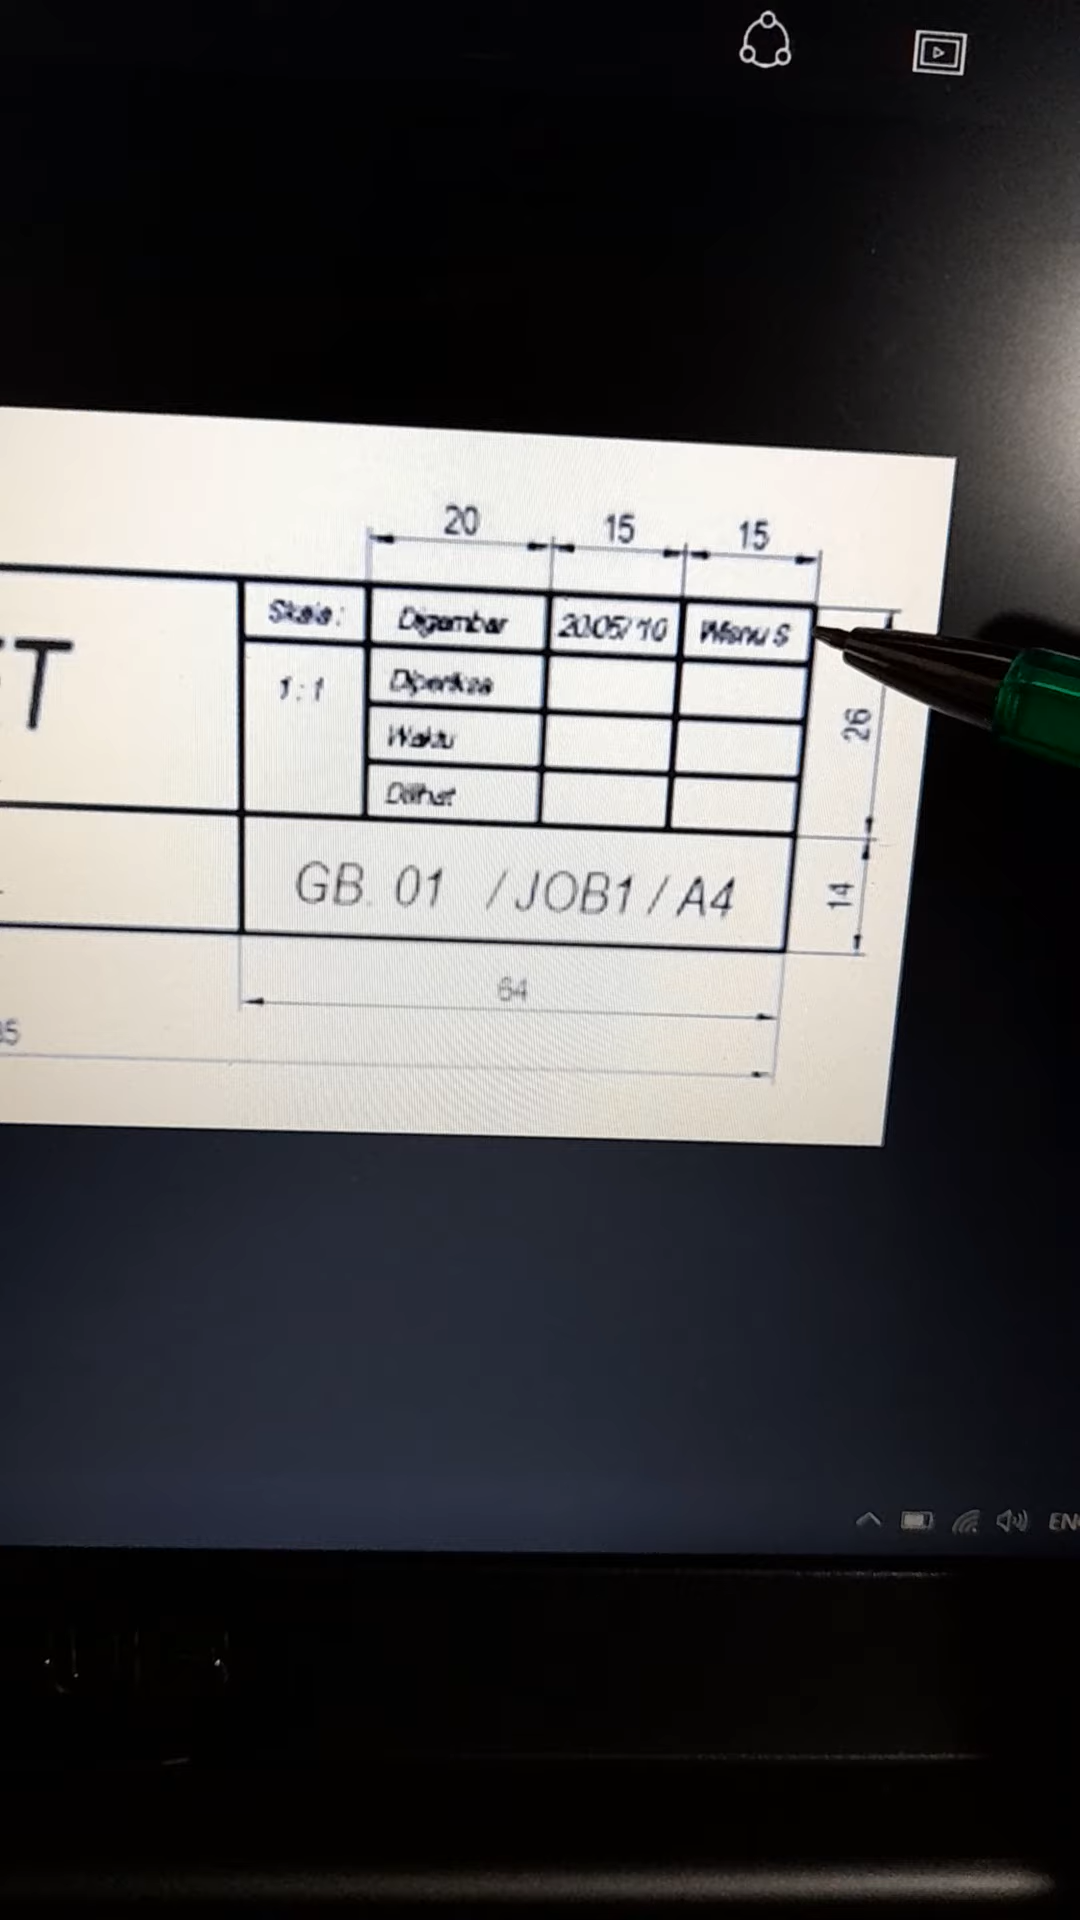 20 15 15
Skala : Digambar 20/05/'10 Wisnu S
T
1 : 1 Diperiksa
Waktu
26
Dilihat
GB. 01 / JOB1 / A4
14
64
ENG